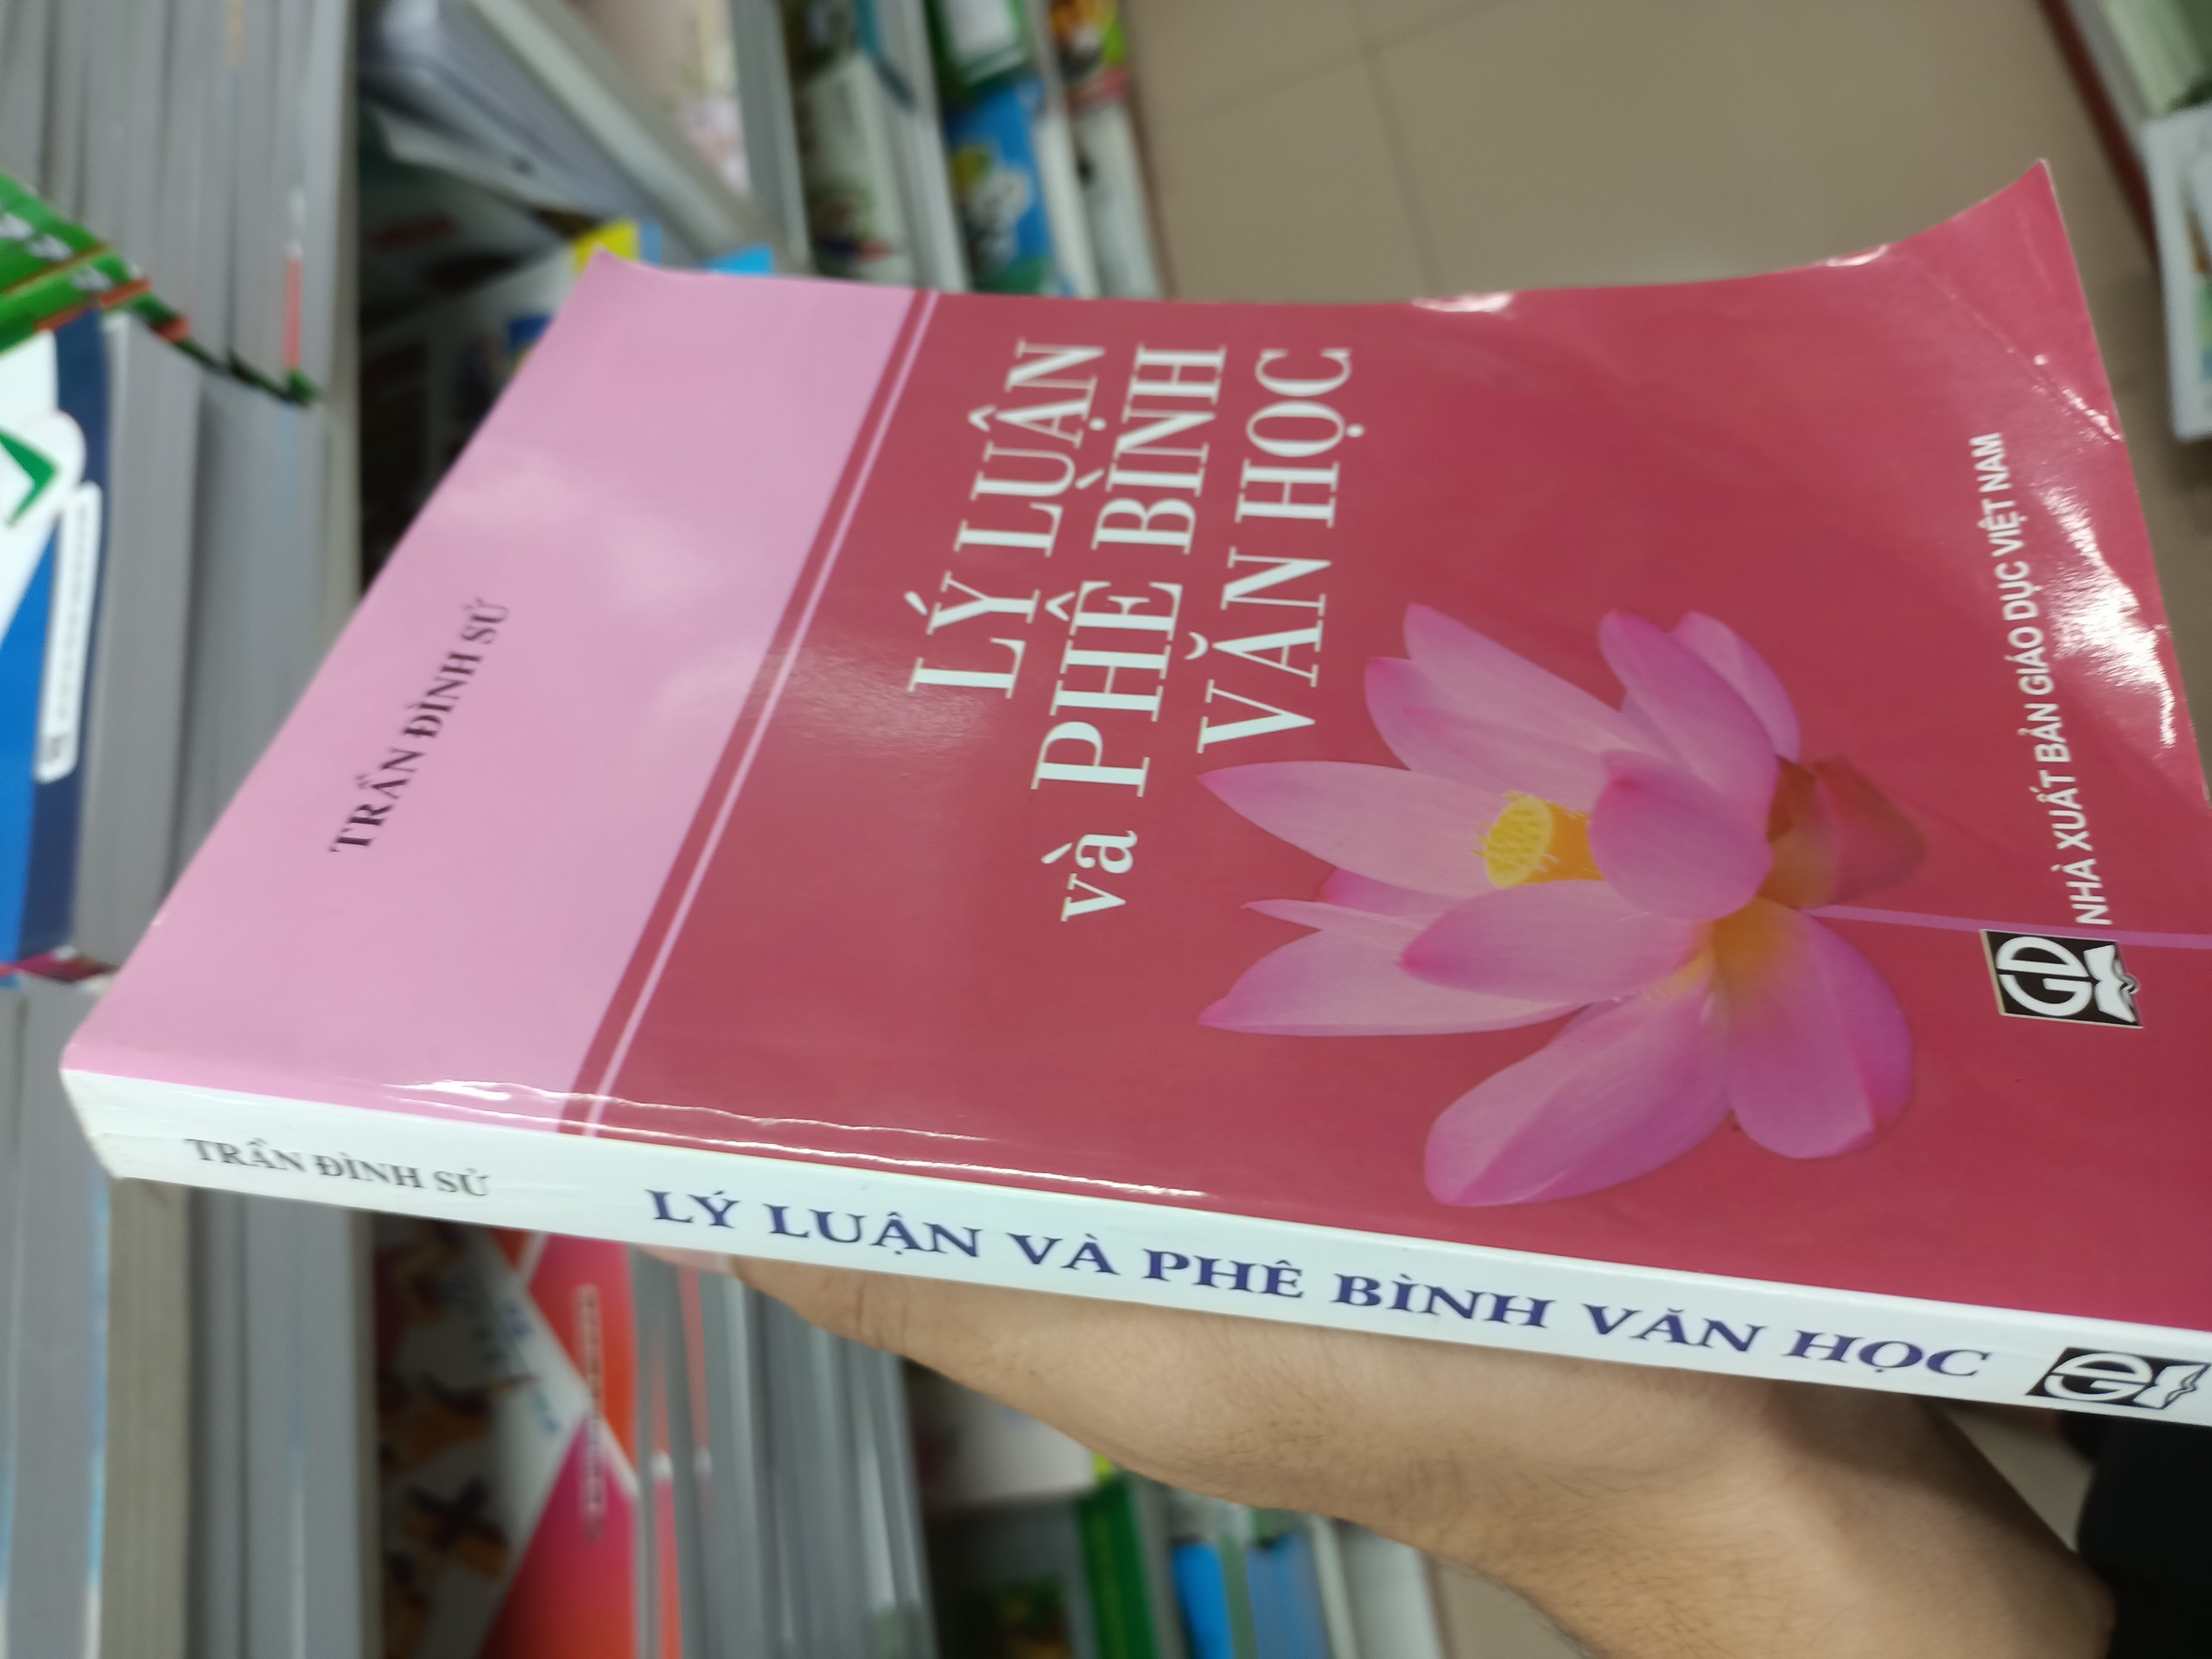 TRẦN ĐÌNH SỬ
LÝ LUẬN VÀ PHÊ BÌNH VĂN HỌC
GD
TRẦN ĐÌNH SỬ
LÝ LUẬN
và PHÊ BÌNH
VĂN HỌC
GD
NHÀ XUẤT BẢN GIÁO DỤC VIỆT NAM